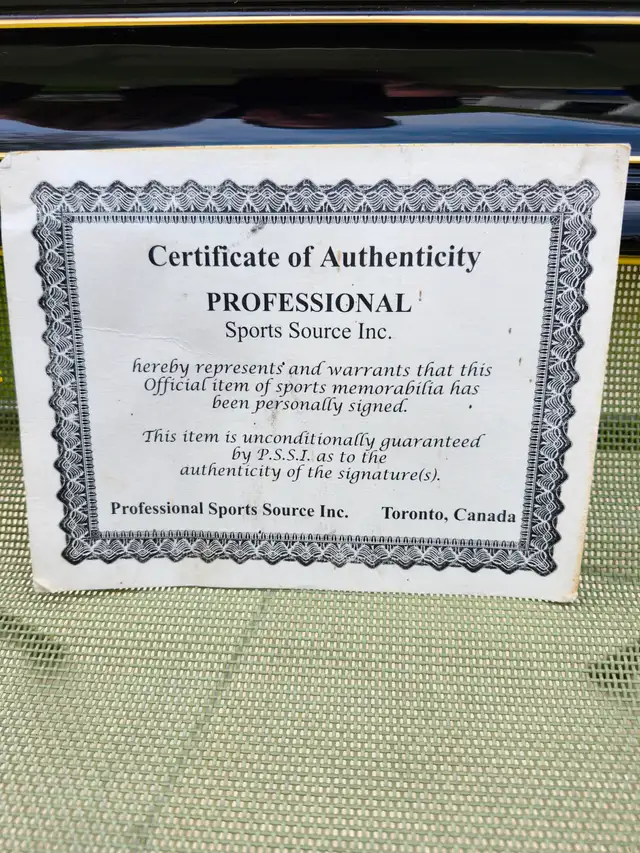 Certificate of Authenticity
PROFESSIONAL
Sports Source Inc.
hereby represents and warrants that this
Official item of sports memorabilia has
been personally signed.
This item is unconditionally guaranteed
by P.S.S.I. as to the
authenticity of the signature(s).
Professional Sports Source Inc. Toronto, Canada